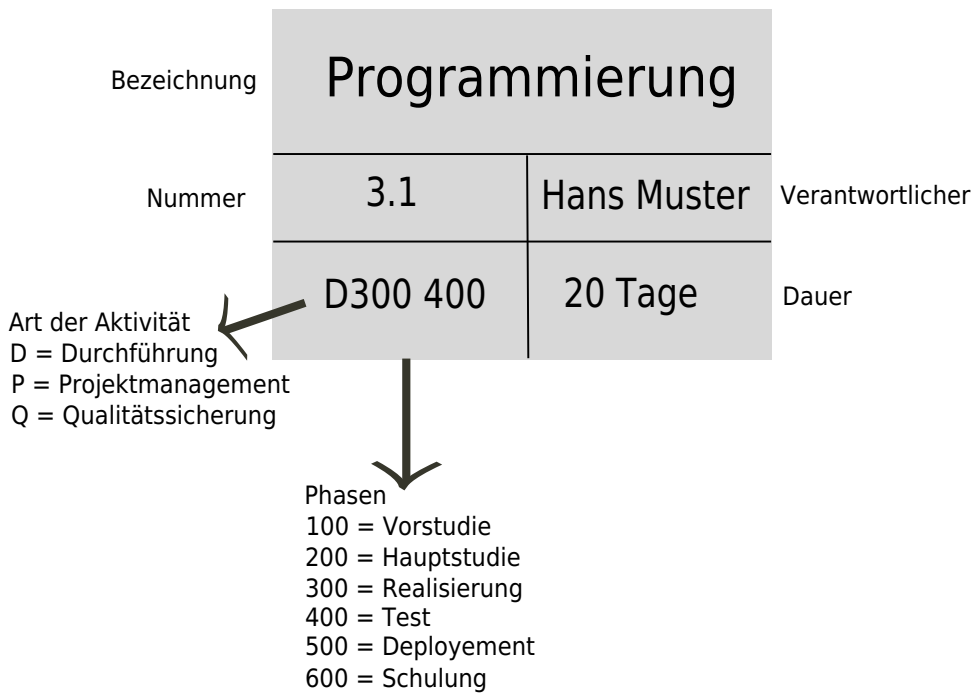 Bezeichnung
Programmierung
Nummer
3.1
Hans Muster
Verantwortlicher
D300 400
20 Tage
Dauer
Art der Aktivität
D = Durchführung
P = Projektmanagement
Q = Qualitätssicherung
Phasen
100 = Vorstudie
200 = Hauptstudie
300 = Realisierung
400 = Test
500 = Deployement
600 = Schulung